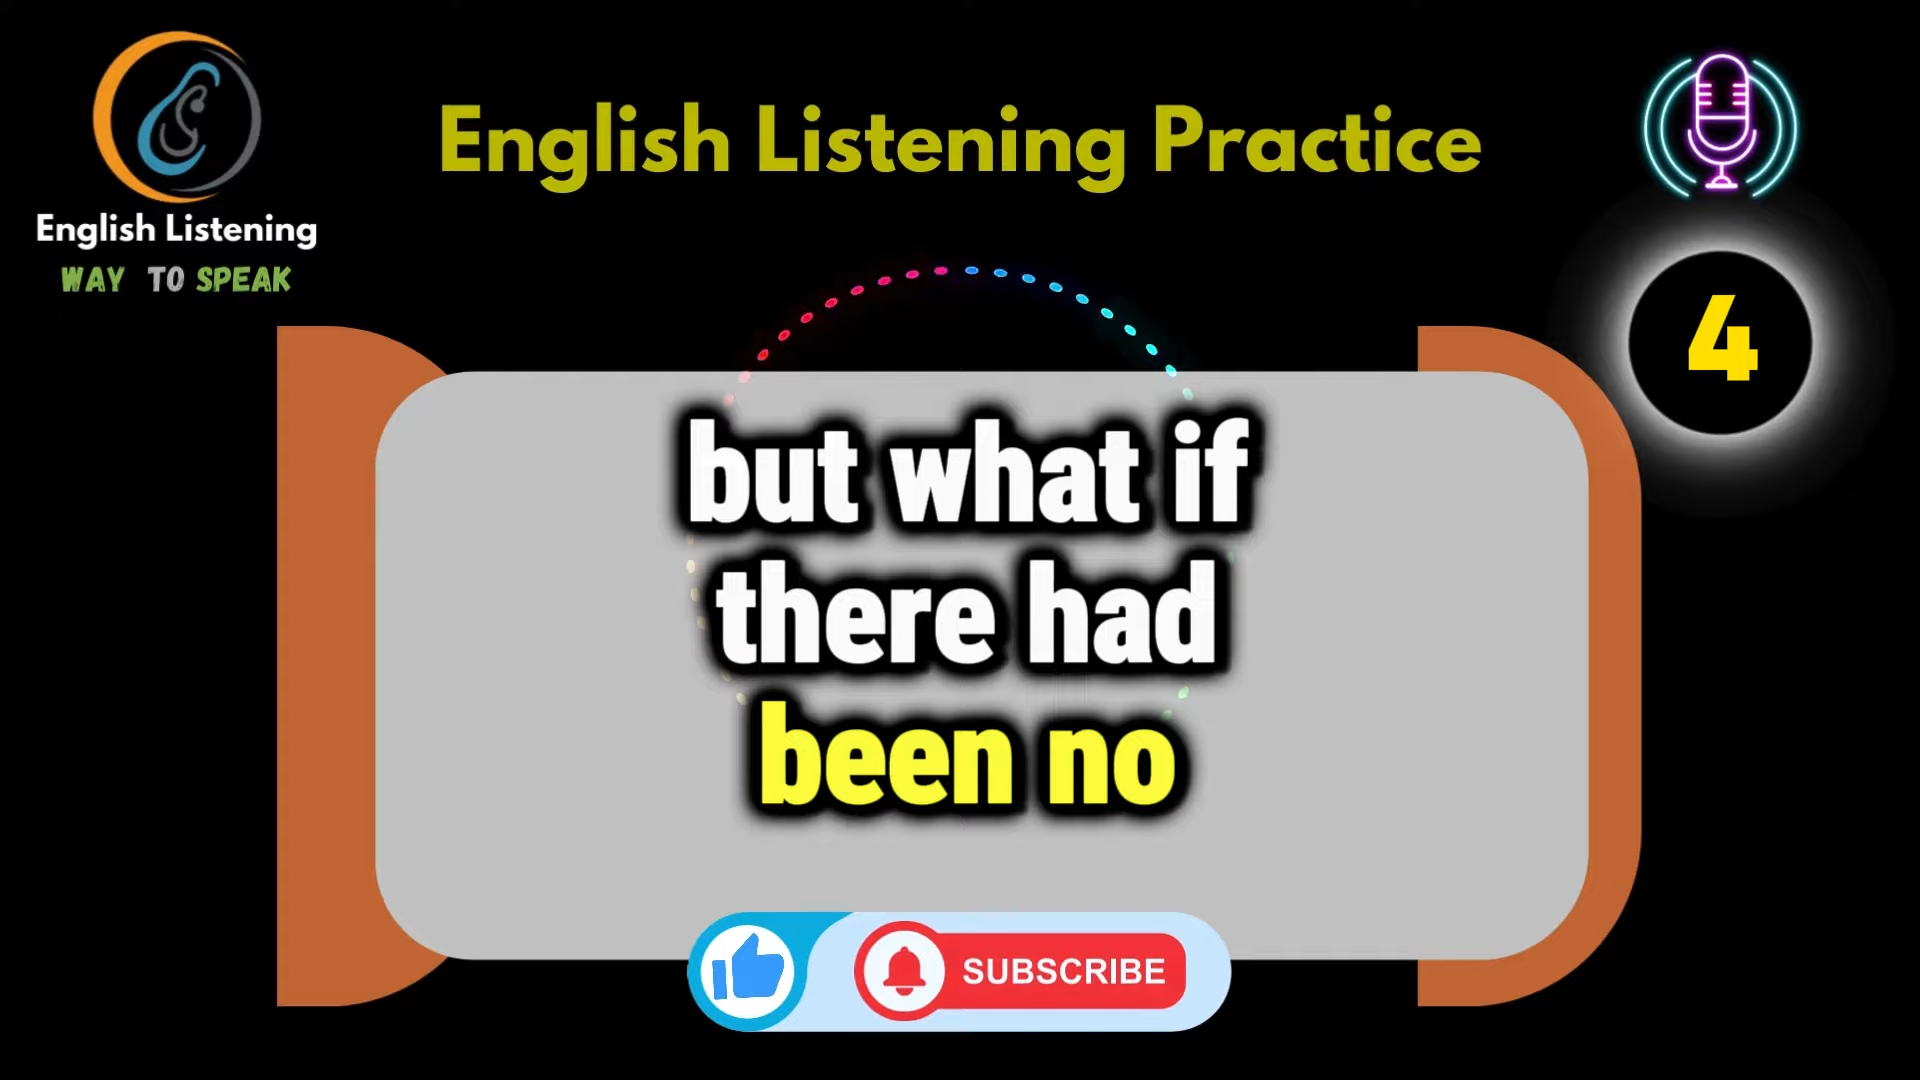 English Listening Practice
English Listening
WAY TO SPEAK
4
but what if
there had
been no
SUBSCRIBE